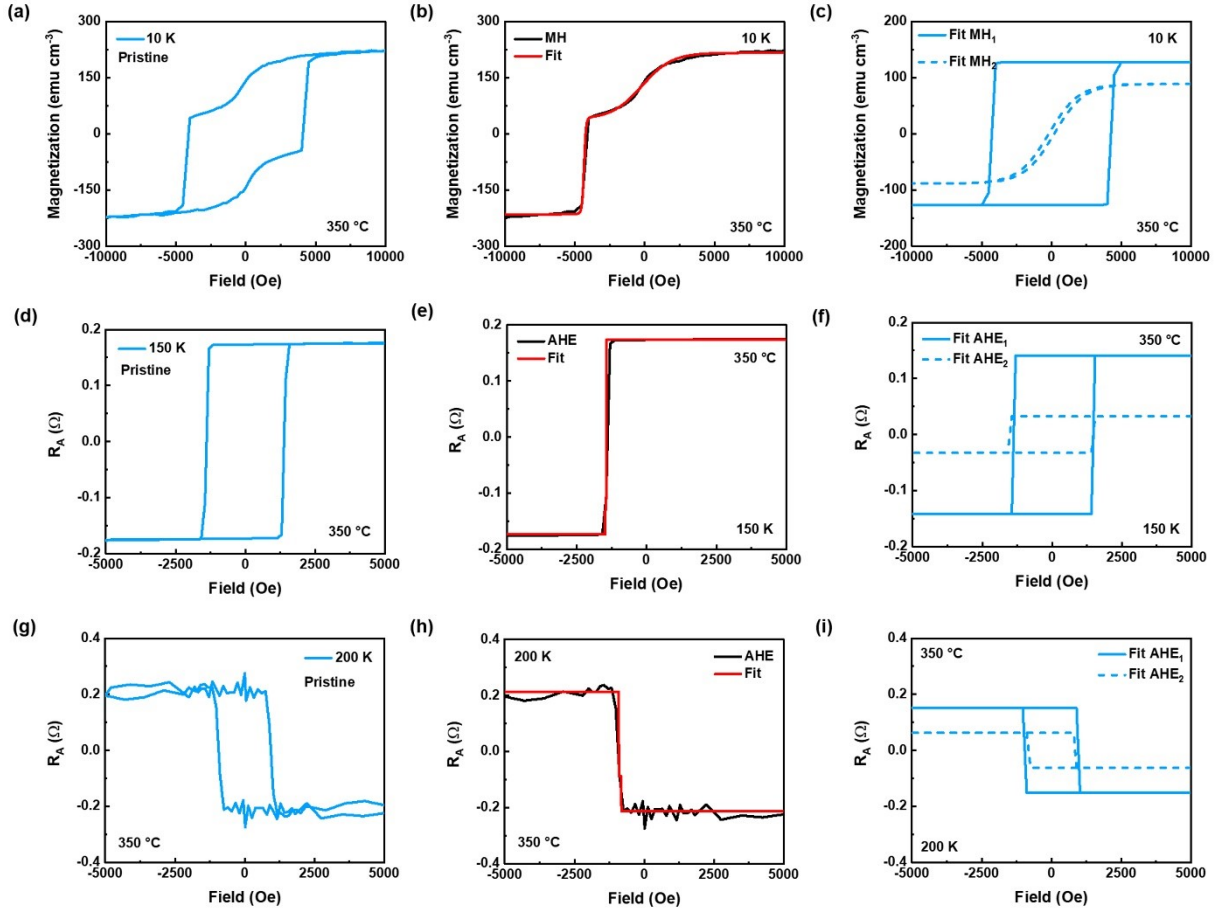 (a)
300
150
0
-150
-300
Magnetization (emu cm⁻³)
10 K
Pristine
350 °C
-10000 -5000 0 5000 10000
Field (Oe)
(b)
300
150
0
-150
-300
Magnetization (emu cm⁻³)
MH
Fit
10 K
350 °C
-10000 -5000 0 5000 10000
Field (Oe)
(c)
200
100
0
-100
-200
Magnetization (emu cm⁻³)
Fit MH₁
Fit MH₂
10 K
350 °C
-10000 -5000 0 5000 10000
Field (Oe)
(d)
0.2
0.1
0.0
-0.1
-0.2
R_A (Ω)
150 K
Pristine
350 °C
-5000 -2500 0 2500 5000
Field (Oe)
(e)
0.2
0.1
0.0
-0.1
-0.2
R_A (Ω)
AHE
Fit
350 °C
150 K
-5000 -2500 0 2500 5000
Field (Oe)
(f)
0.2
0.1
0.0
-0.1
-0.2
R_A (Ω)
Fit AHE₁
Fit AHE₂
350 °C
150 K
-5000 -2500 0 2500 5000
Field (Oe)
(g)
0.4
0.2
0.0
-0.2
-0.4
R_A (Ω)
200 K
Pristine
350 °C
-5000 -2500 0 2500 5000
Field (Oe)
(h)
0.4
0.2
0.0
-0.2
-0.4
R_A (Ω)
200 K
AHE
Fit
350 °C
-5000 -2500 0 2500 5000
Field (Oe)
(i)
0.4
0.2
0.0
-0.2
-0.4
R_A (Ω)
350 °C
Fit AHE₁
Fit AHE₂
200 K
-5000 -2500 0 2500 5000
Field (Oe)